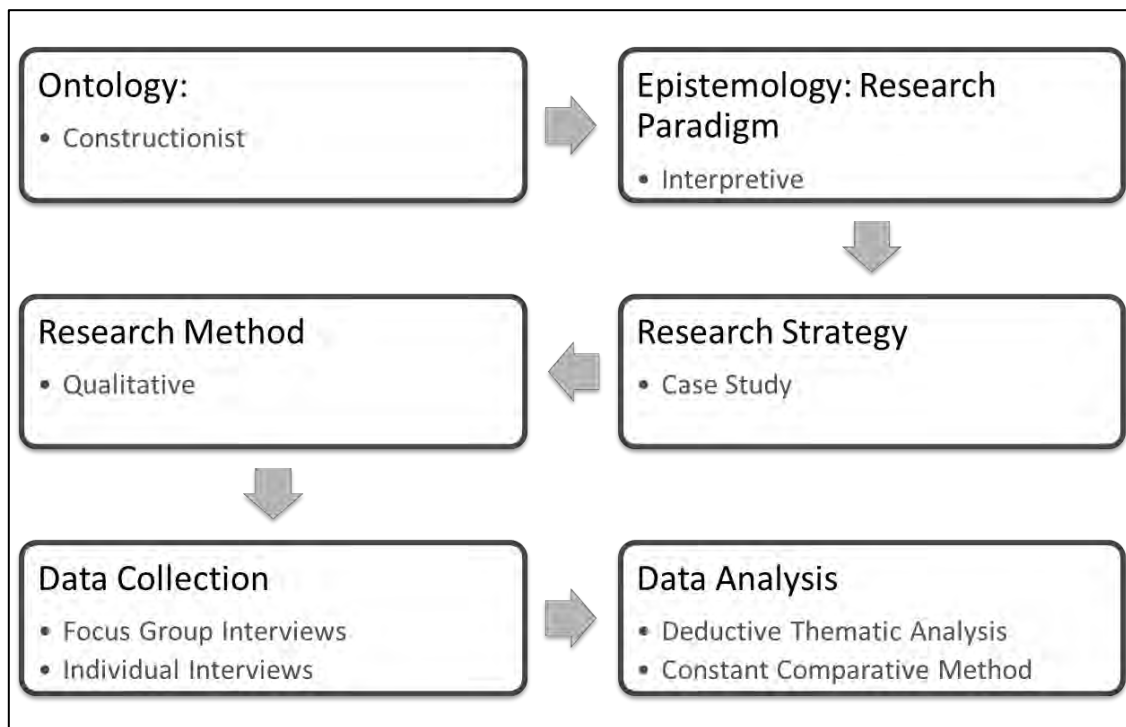 Ontology:
• Constructionist
Epistemology: Research
Paradigm
• Interpretive
Research Strategy
• Case Study
Research Method
• Qualitative
Data Collection
• Focus Group Interviews
• Individual Interviews
Data Analysis
• Deductive Thematic Analysis
• Constant Comparative Method